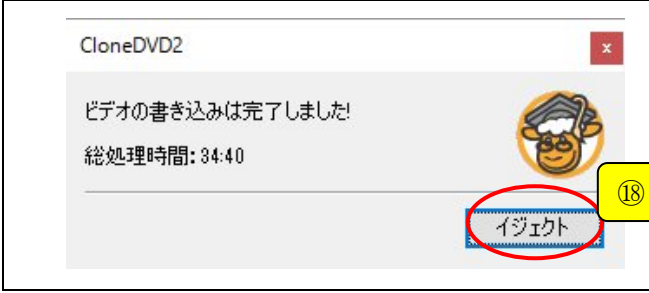 CloneDVD2
x
ビデオの書き込みは完了しました!
総処理時間: 34:40
⑱
イジェクト